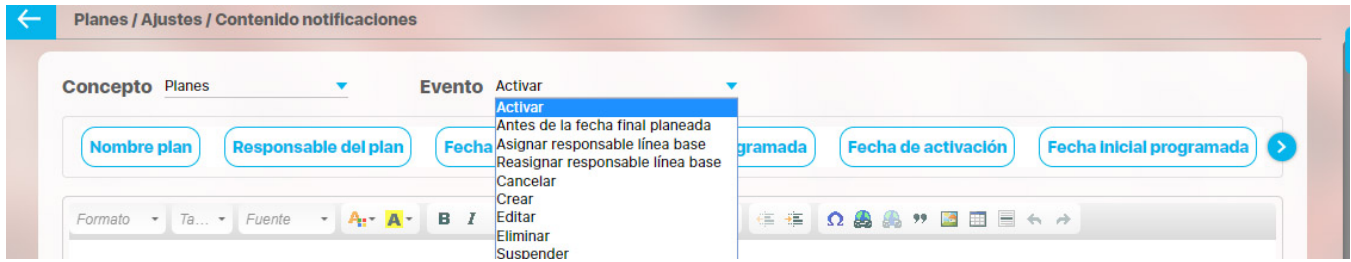 Planes / Ajustes / Contenido notificaciones
Concepto Planes Evento Activar
Activar
Antes de la fecha final planeada
Asignar responsable línea base
Reasignar responsable línea base
Cancelar
Crear
Editar
Eliminar
Suspender
Nombre plan Responsable del plan Fecha gramada Fecha de activación Fecha inicial programada
Formato Ta... Fuente A A B I Ω